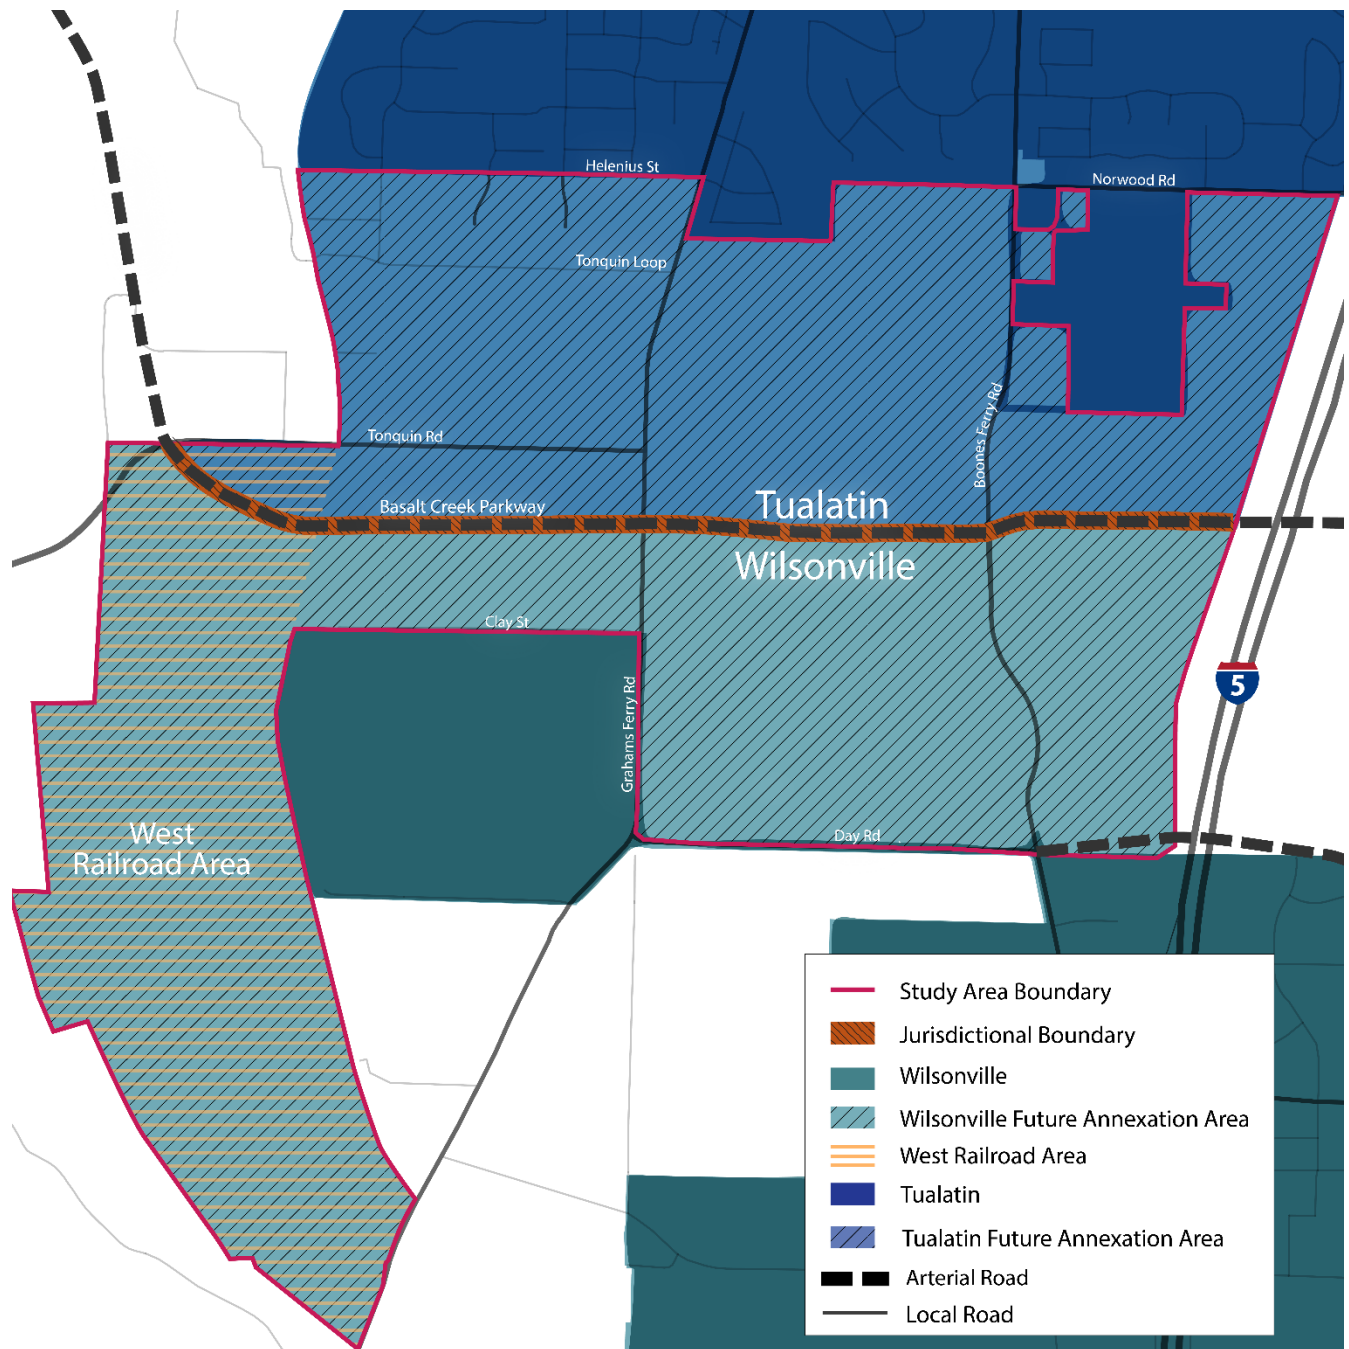 Helenius St
Norwood Rd
Tonquin Loop
Boones Ferry Rd
Tonquin Rd
Basalt Creek Parkway
Tualatin
Wilsonville
Clay St
Grahams Ferry Rd
5
West
Railroad Area
Day Rd
Study Area Boundary
Jurisdictional Boundary
Wilsonville
Wilsonville Future Annexation Area
West Railroad Area
Tualatin
Tualatin Future Annexation Area
Arterial Road
Local Road